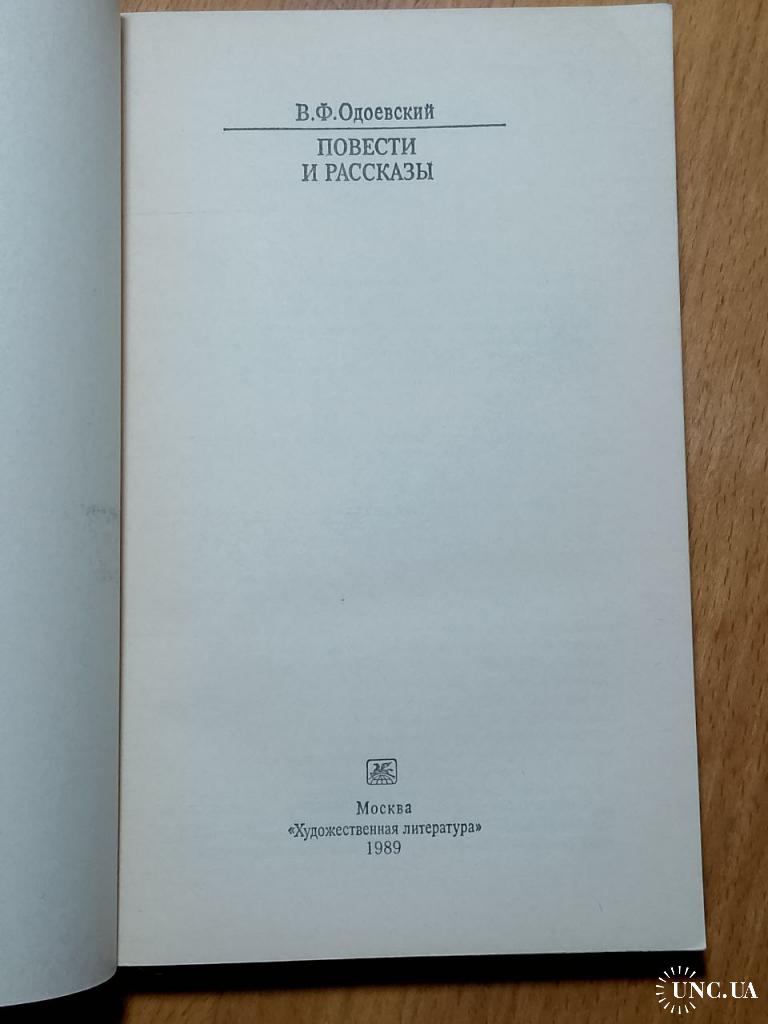 В.Ф.Одоевский
ПОВЕСТИ
И РАССКАЗЫ
Москва
«Художественная литература»
1989
UNC.UA